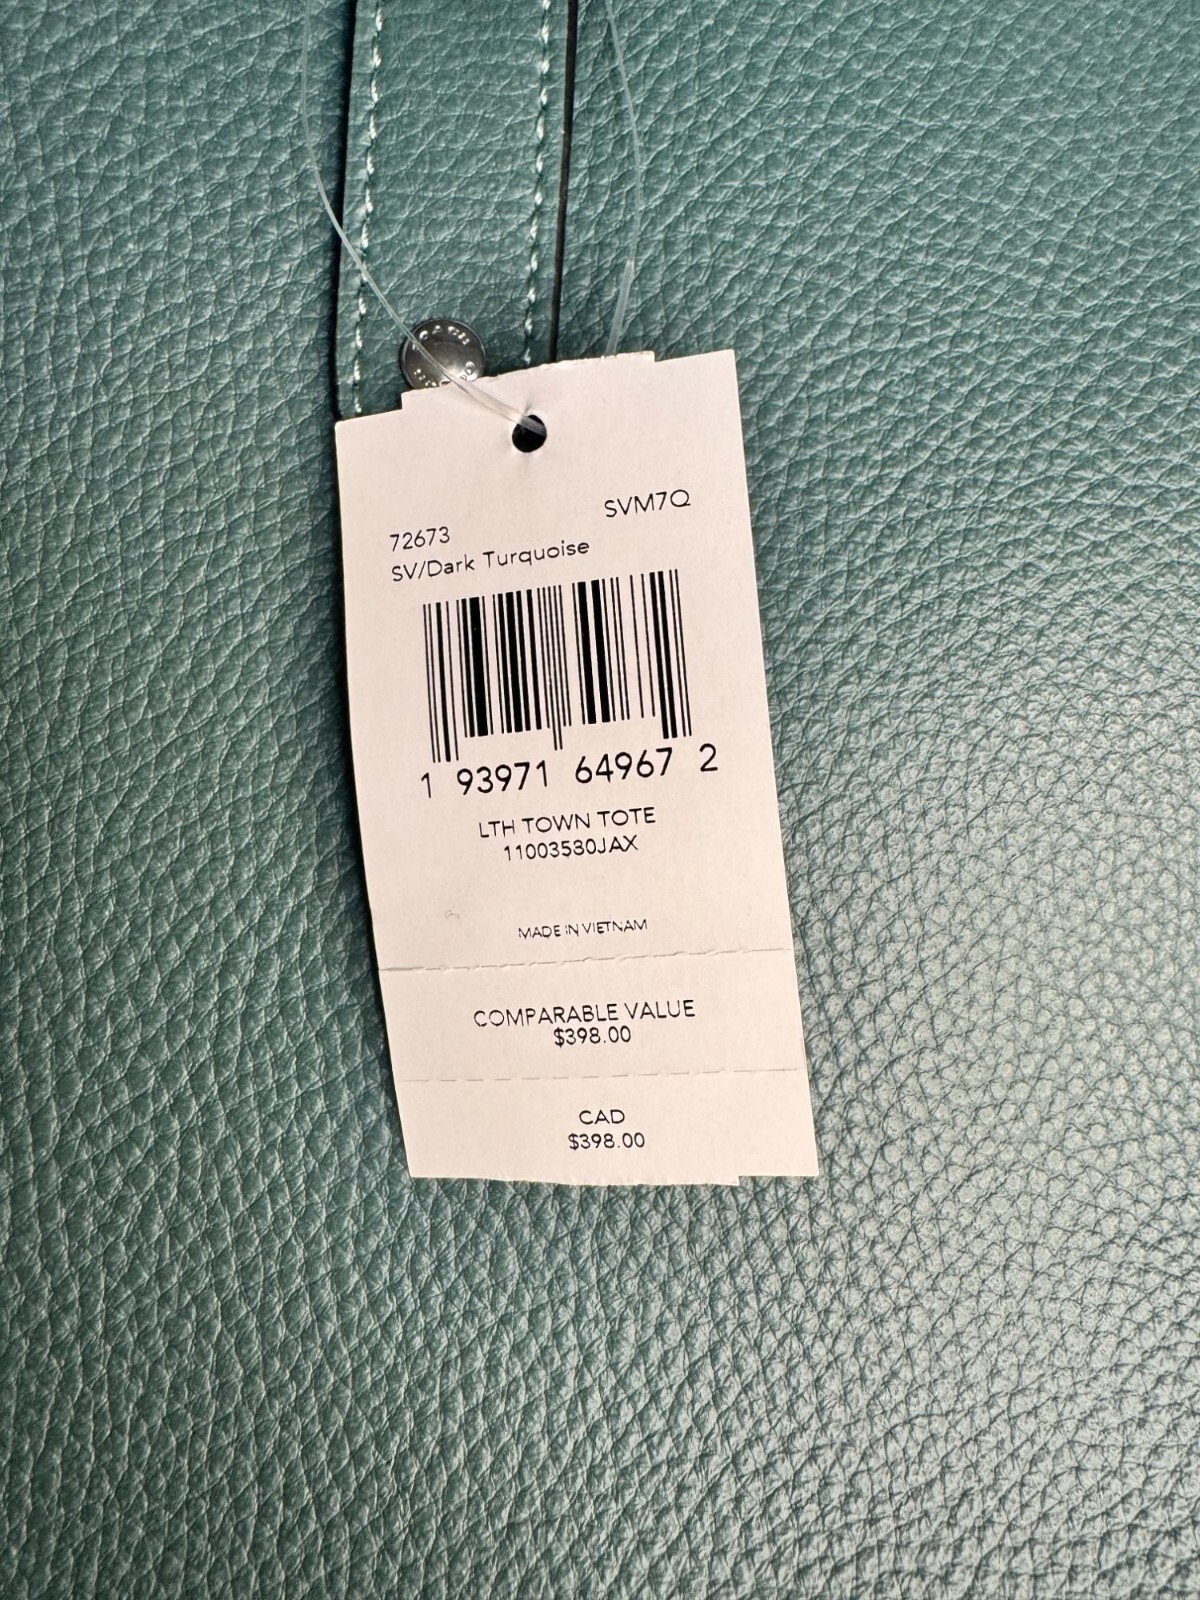 COACH
SVM7Q
72673
SV/Dark Turquoise
1 93971 64967 2
LTH TOWN TOTE
11003580JAX
MADE IN VIETNAM
COMPARABLE VALUE
$398.00
CAD
$398.00